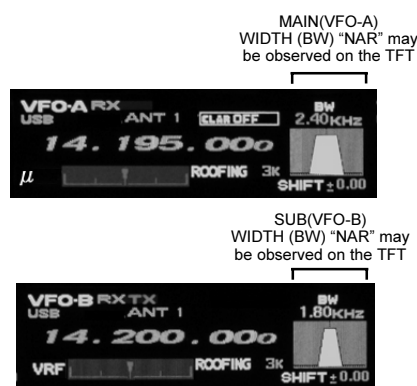 MAIN(VFO-A)
WIDTH (BW) “NAR” may
be observed on the TFT
VFO-A RX
USB ANT 1 CLAR OFF BW
2.40KHZ
14. 195. 000
μ ROOFING 3K
SHIFT±0.00
SUB(VFO-B)
WIDTH (BW) “NAR” may
be observed on the TFT
VFO-B RX TX
USB ANT 1 BW
1.80KHZ
14. 200. 000
VRF ROOFING 3K
SHIFT±0.00